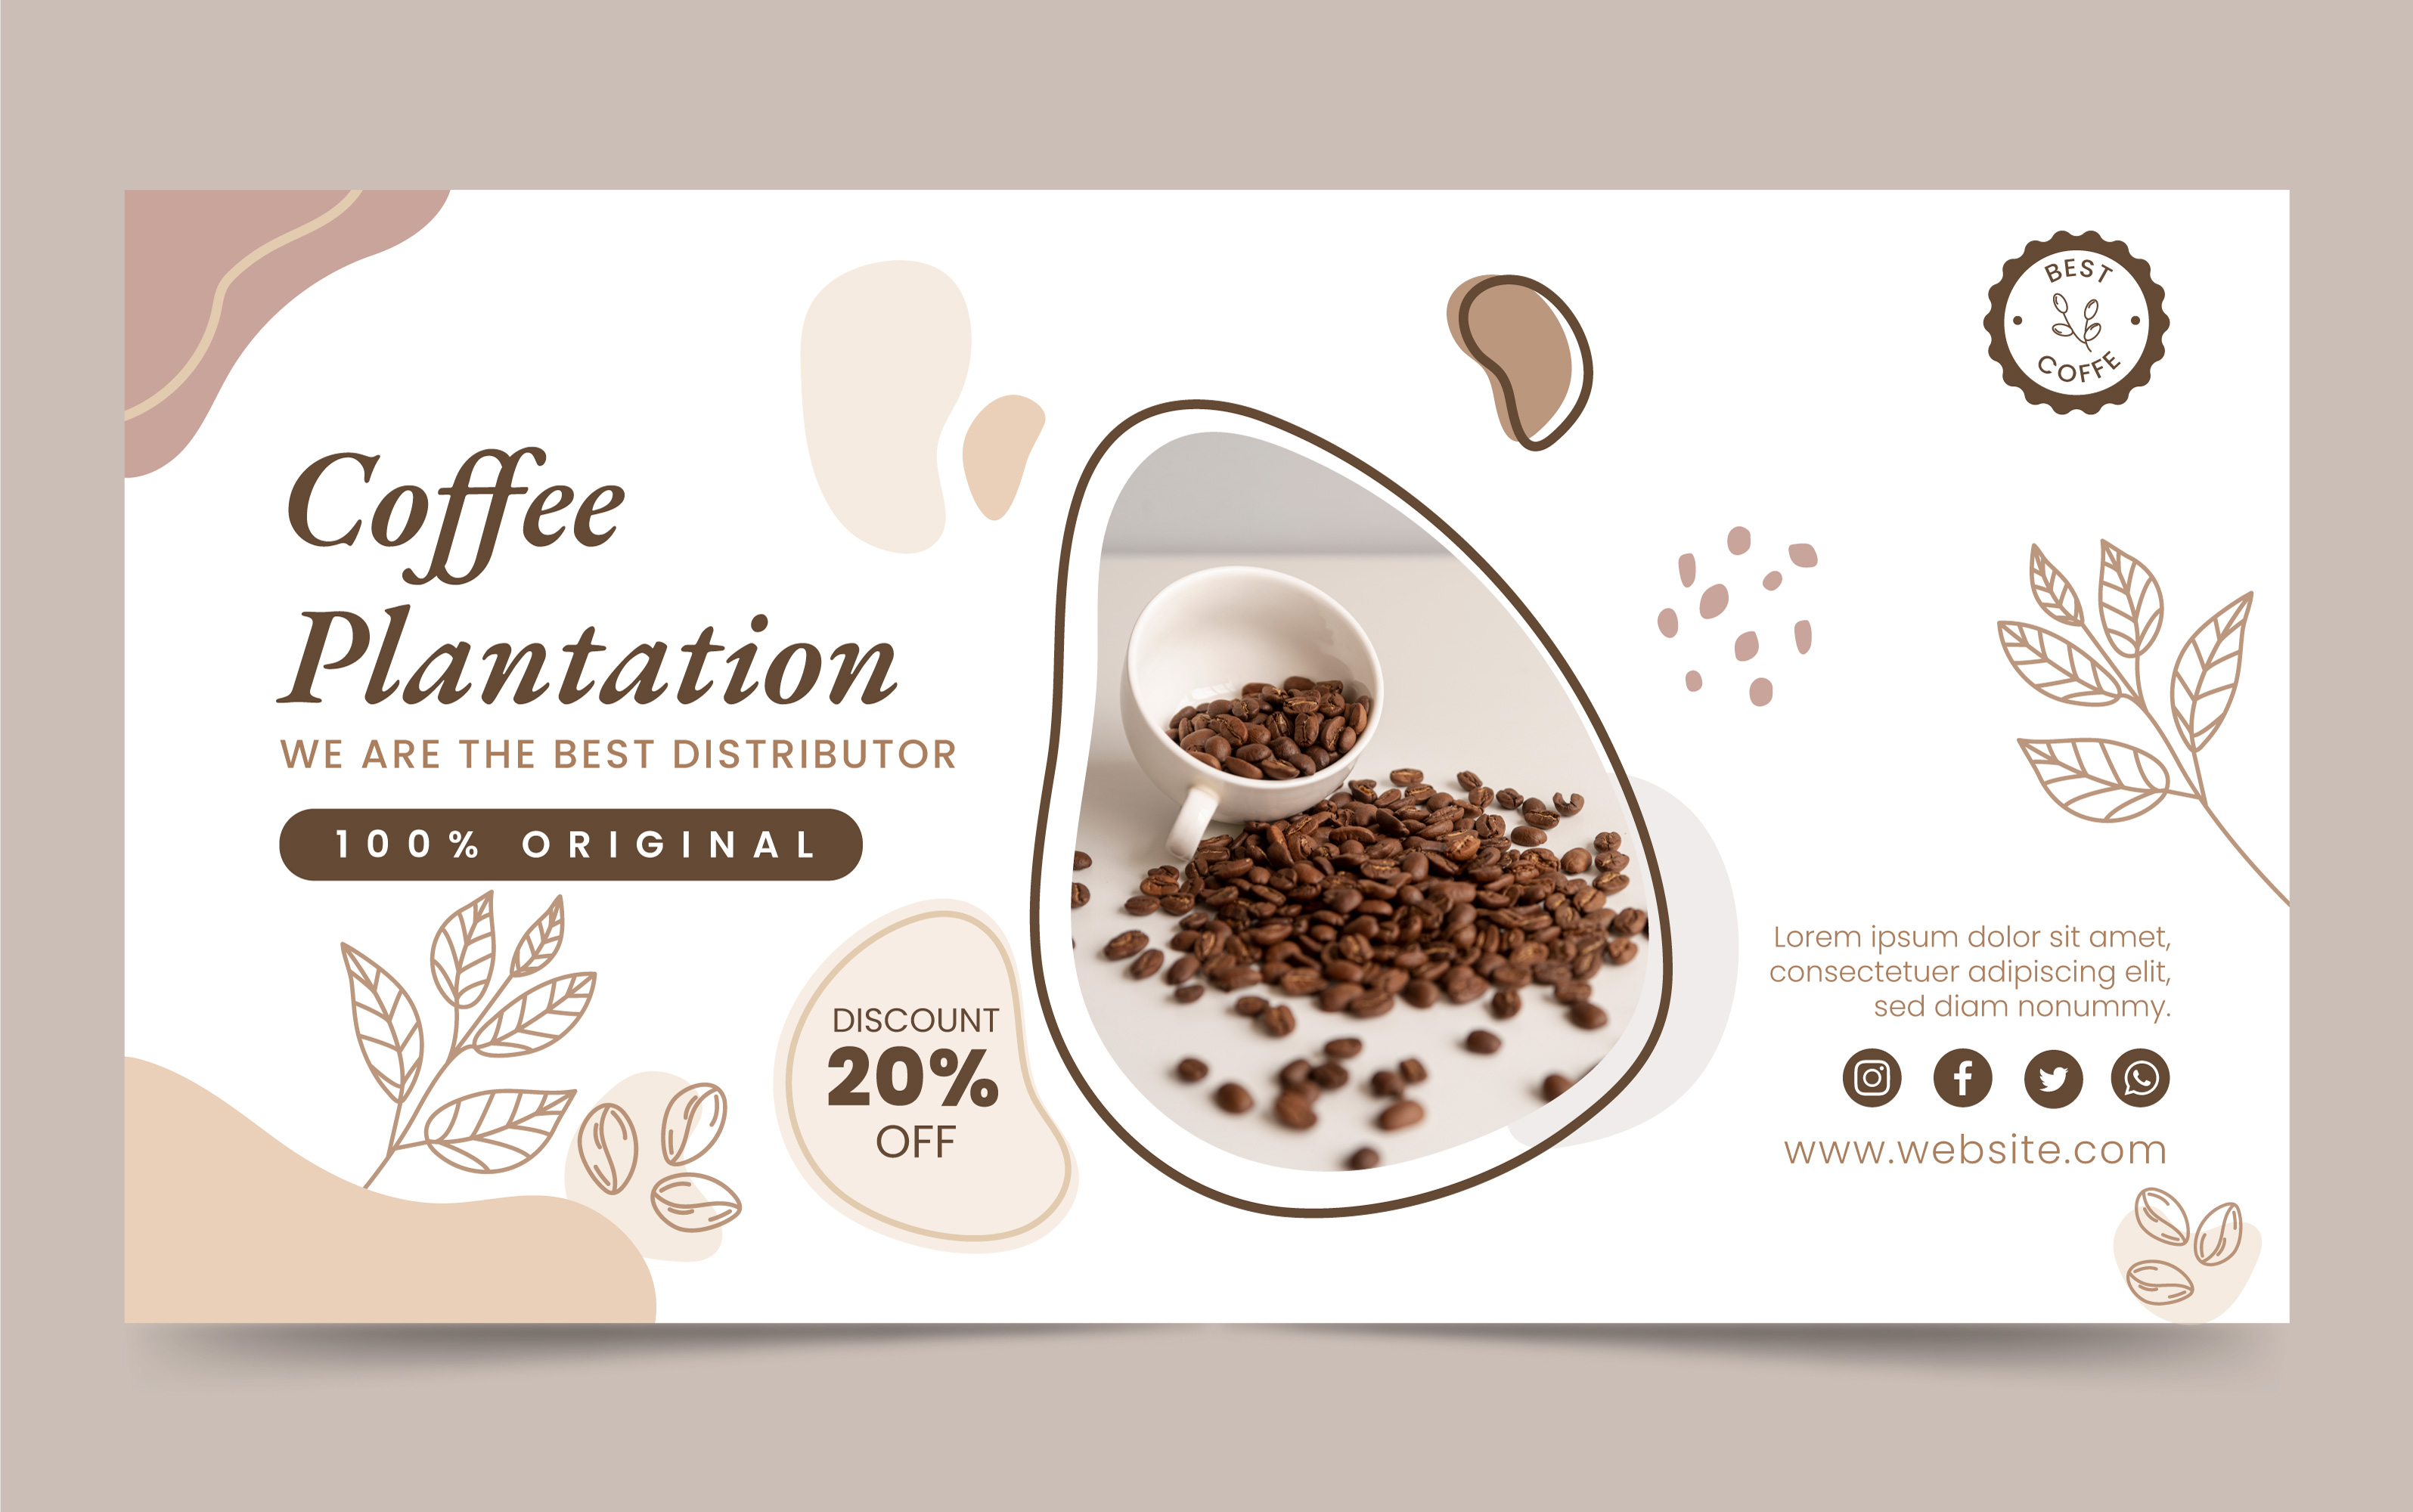 Coffee
Plantation
WE ARE THE BEST DISTRIBUTOR
100% ORIGINAL
DISCOUNT
20%
OFF
BEST
COFFE
Lorem ipsum dolor sit amet,
consectetuer adipiscing elit,
sed diam nonummy.
www.website.com